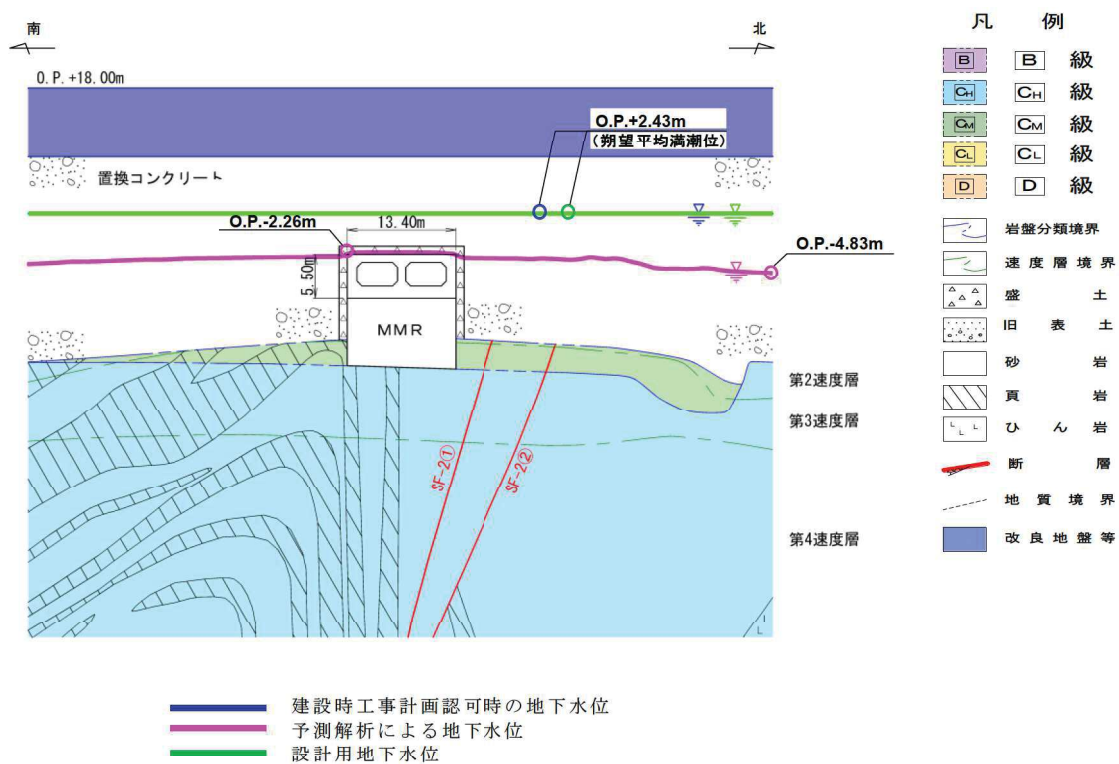 南
北
O.P.+18.00m
O.P.+2.43m
(朔望平均満潮位)
置換コンクリート
O.P.-2.26m
13.40m
O.P.-4.83m
5.50m
MMR
第2速度層
第3速度層
SF-2①
SF-2②
第4速度層
L
凡 例
B B 級
CH CH 級
CM CM 級
CL CL 級
D D 級
岩盤分類境界
速度層境界
盛土
旧表土
砂岩
頁岩
ひん岩
断層
地質境界
改良地盤等
建設時工事計画認可時の地下水位
予測解析による地下水位
設計用地下水位